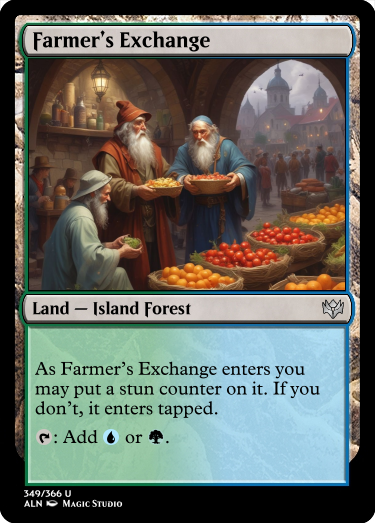 Farmer's Exchange
Land — Island Forest
As Farmer's Exchange enters you
may put a stun counter on it. If you
don't, it enters tapped.
: Add or .
349/366 U
ALN Magic Studio